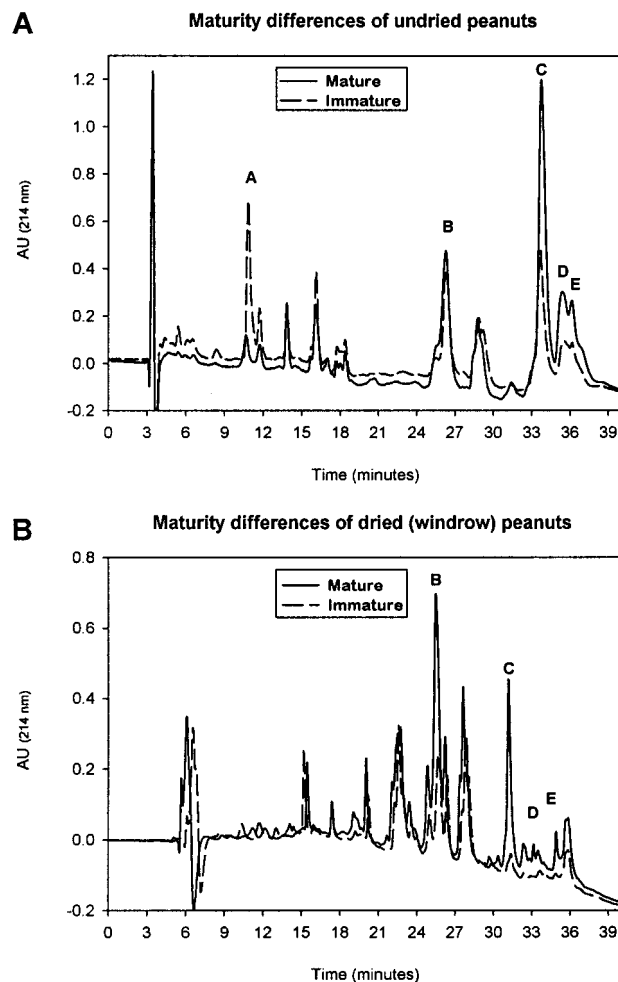 A
Maturity differences of undried peanuts
Mature
Immature
A
B
C
D
E
AU (214 nm)
1.2
1.0
0.8
0.6
0.4
0.2
0.0
-0.2
0 3 6 9 12 15 18 21 24 27 30 33 36 39
Time (minutes)
B
Maturity differences of dried (windrow) peanuts
Mature
Immature
B
C
D
E
AU (214 nm)
0.8
0.6
0.4
0.2
0.0
-0.2
0 3 6 9 12 15 18 21 24 27 30 33 36 39
Time (minutes)